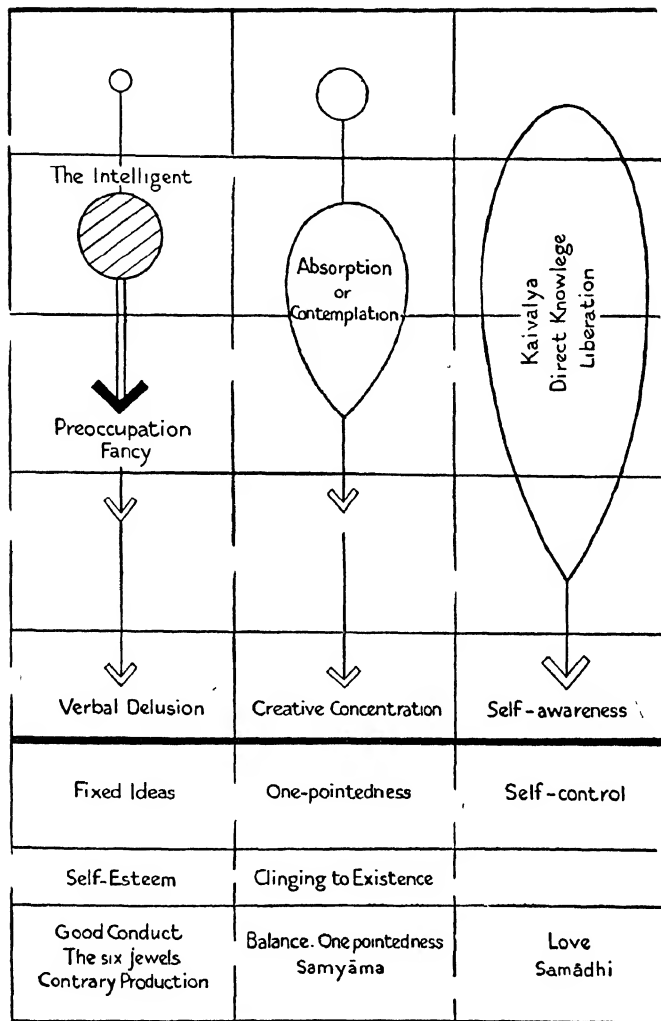 The Intelligent
Absorption
or
Contemplation
Kaivalya
Direct Knowlege
Liberation
Preoccupation
Fancy
Verbal Delusion
Creative Concentration
Self-awareness
Fixed Ideas
One-pointedness
Self-control
Self-Esteem
Clinging to Existence
Good Conduct
The six jewels
Contrary Production
Balance. One pointedness
Samyāma
Love
Samâdhi